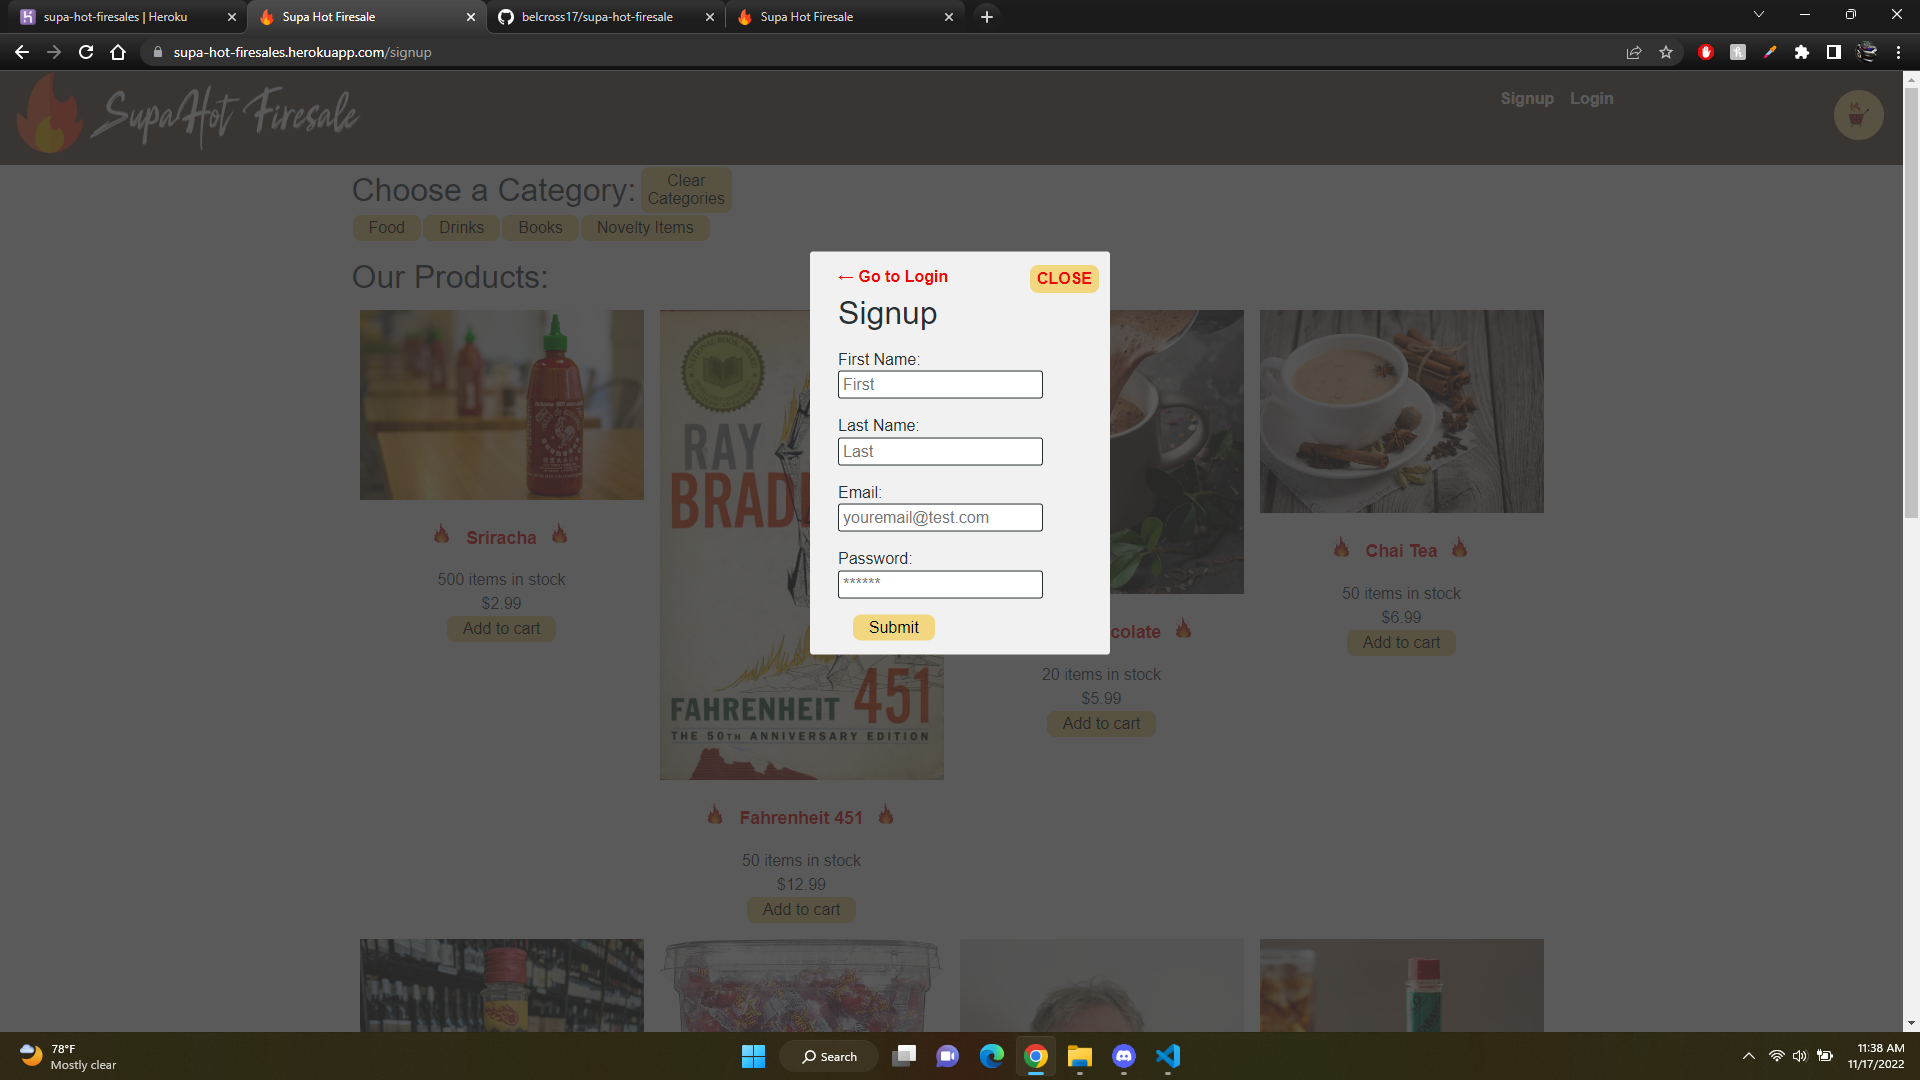 supa-hot-firesales | Heroku
Supa Hot Firesale
belcross17/supa-hot-firesale
Supa Hot Firesale
supa-hot-firesales.herokuapp.com/signup
SupaHot Firesale
Signup
Login
Choose a Category:
Clear
Categories
Food
Drinks
Books
Novelty Items
Our Products:
← Go to Login
CLOSE
Signup
First Name:
First
Last Name:
Last
Email:
youremail@test.com
Password:
******
Submit
Sriracha
500 items in stock
$2.99
Add to cart
RAY
BRAD
FAHRENHEIT 451
THE 50TH ANNIVERSARY EDITION
Fahrenheit 451
50 items in stock
$12.99
Add to cart
colate
20 items in stock
$5.99
Add to cart
Chai Tea
50 items in stock
$6.99
Add to cart
78°F
Mostly clear
Search
11:38 AM
11/17/2022